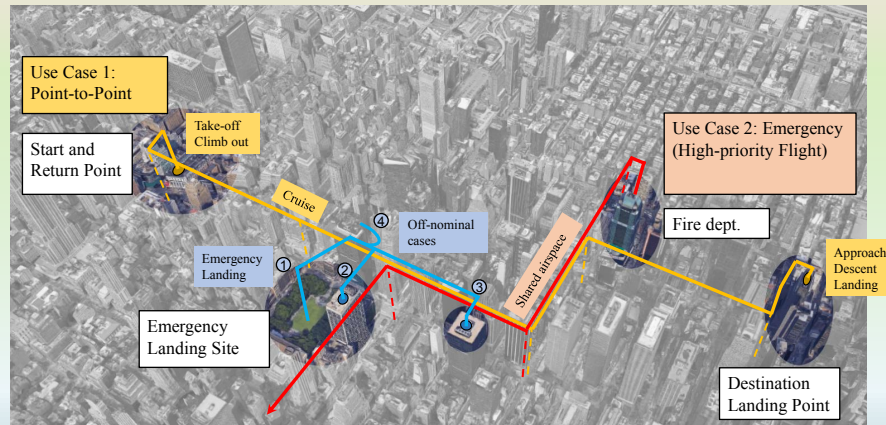 Use Case 1:
Point-to-Point
Take-off
Climb out
Start and
Return Point
Cruise
Use Case 2: Emergency
(High-priority Flight)
Fire dept.
④
Off-nominal
cases
Emergency
Landing
①
②
③
Shared airspace
Approach
Descent
Landing
Emergency
Landing Site
Destination
Landing Point